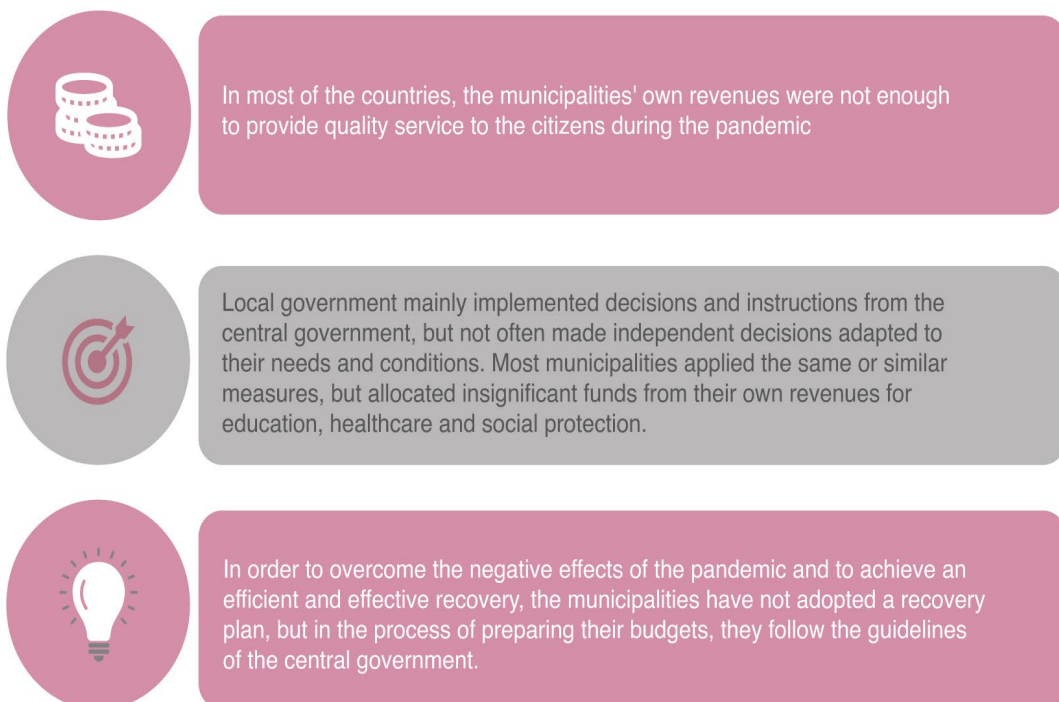 In most of the countries, the municipalities' own revenues were not enough
to provide quality service to the citizens during the pandemic
Local government mainly implemented decisions and instructions from the
central government, but not often made independent decisions adapted to
their needs and conditions. Most municipalities applied the same or similar
measures, but allocated insignificant funds from their own revenues for
education, healthcare and social protection.
In order to overcome the negative effects of the pandemic and to achieve an
efficient and effective recovery, the municipalities have not adopted a recovery
plan, but in the process of preparing their budgets, they follow the guidelines
of the central government.